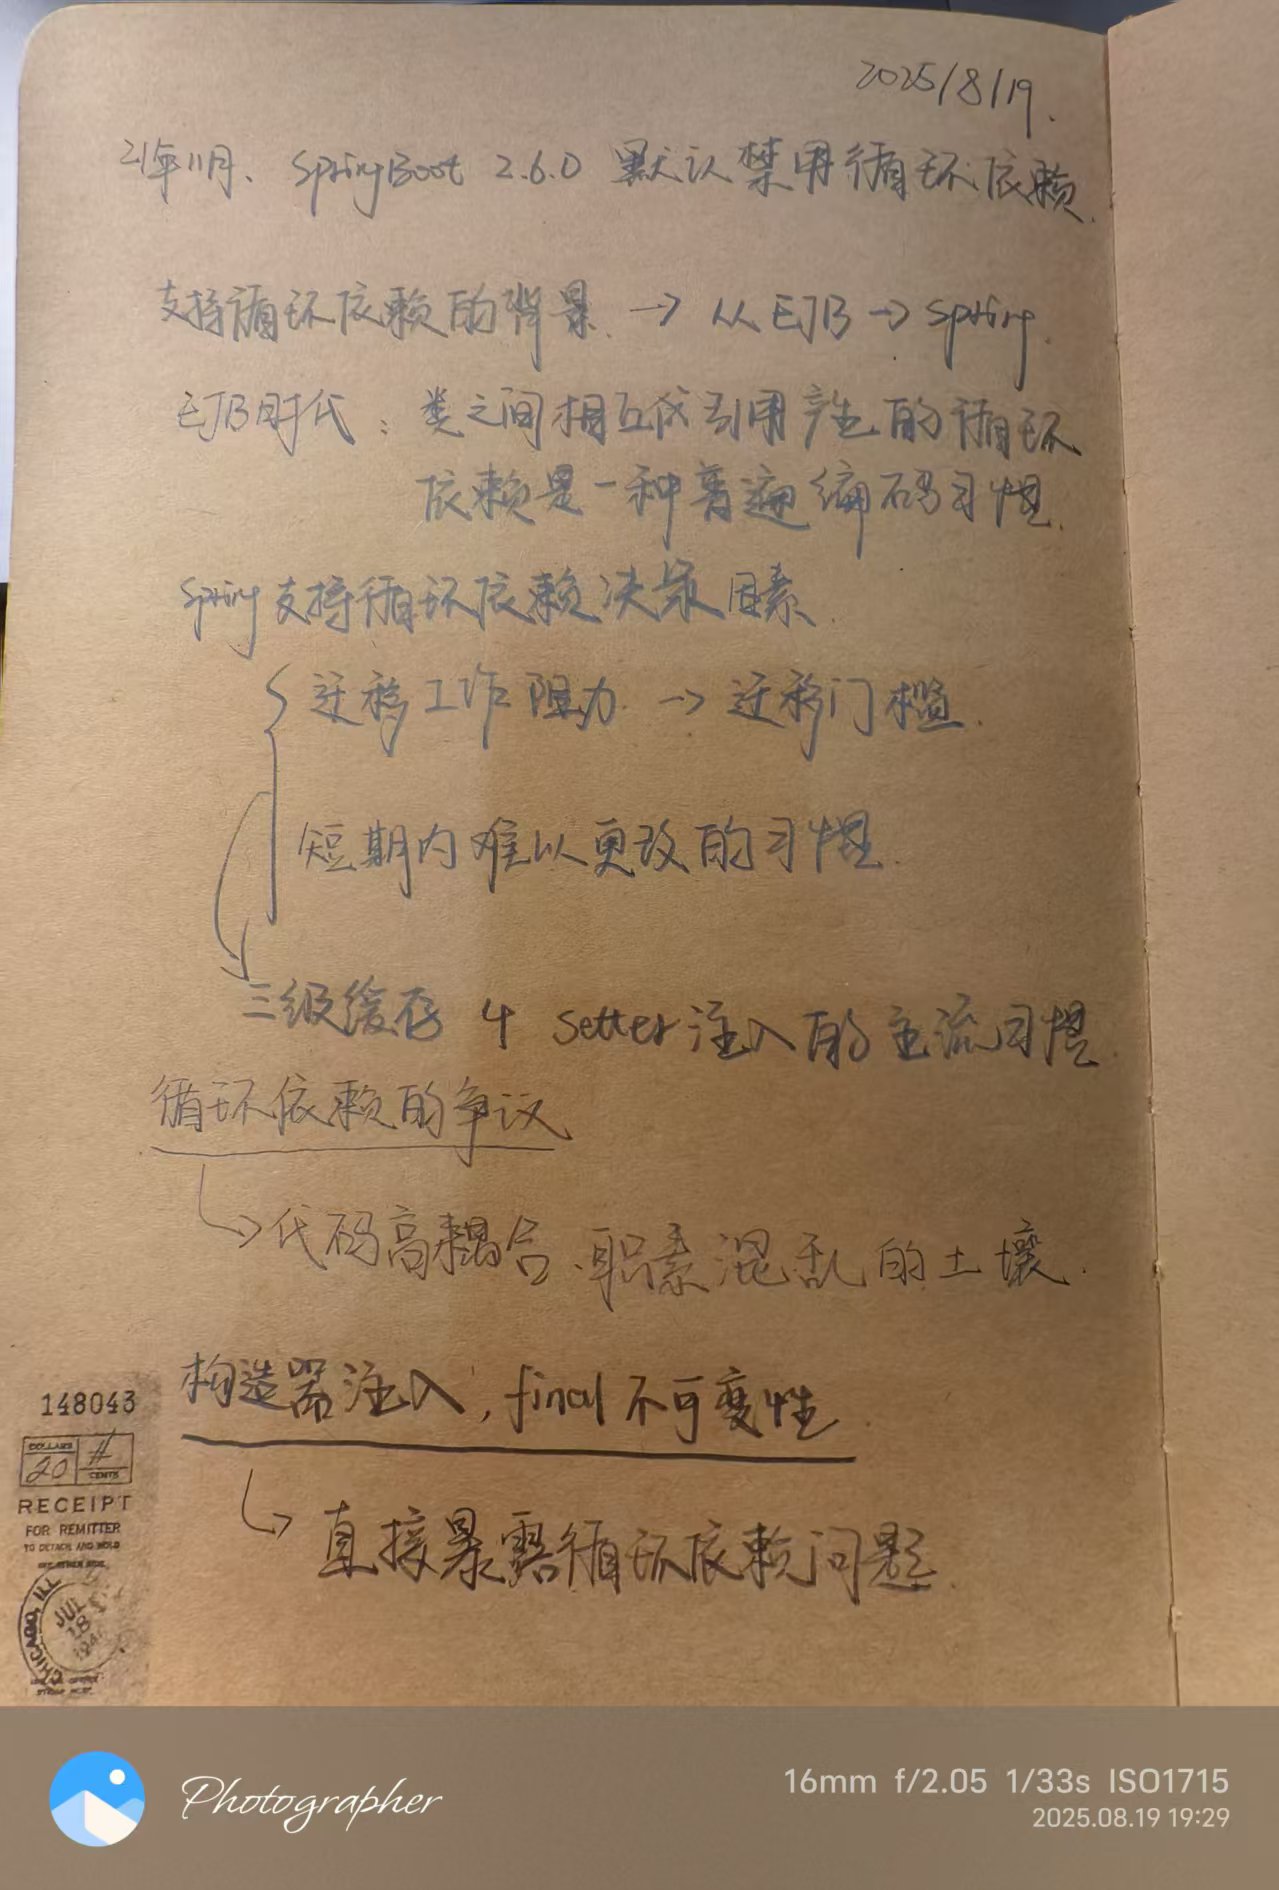 2025/8/19.
21年11月、SpringBoot 2.6.0 默认禁用循环依赖.
支持循环依赖的背景. → 从EJB → Spring.
EJB时代：类之间相互引用产生的循环
依赖是一种普遍编码习惯.
Spring支持循环依赖决策因素.
迁移工作阻力. → 迁移门槛.
短期内难以更改的习惯.
三级缓存 setter注入的主流习惯.
循环依赖的争议
↳代码高耦合、职责混乱的土壤.
构造器注入, final 不可变性.
↳ 直接暴露循环依赖问题.
148043
DOLLARS
20
CENTS
RECEIPT
FOR REMITTER
TO DETACH AND HOLD
SEE OTHER SIDE
CHICAGO, ILL
JUL
18
Photographer
16mm f/2.05 1/33s ISO1715
2025.08.19 19:29